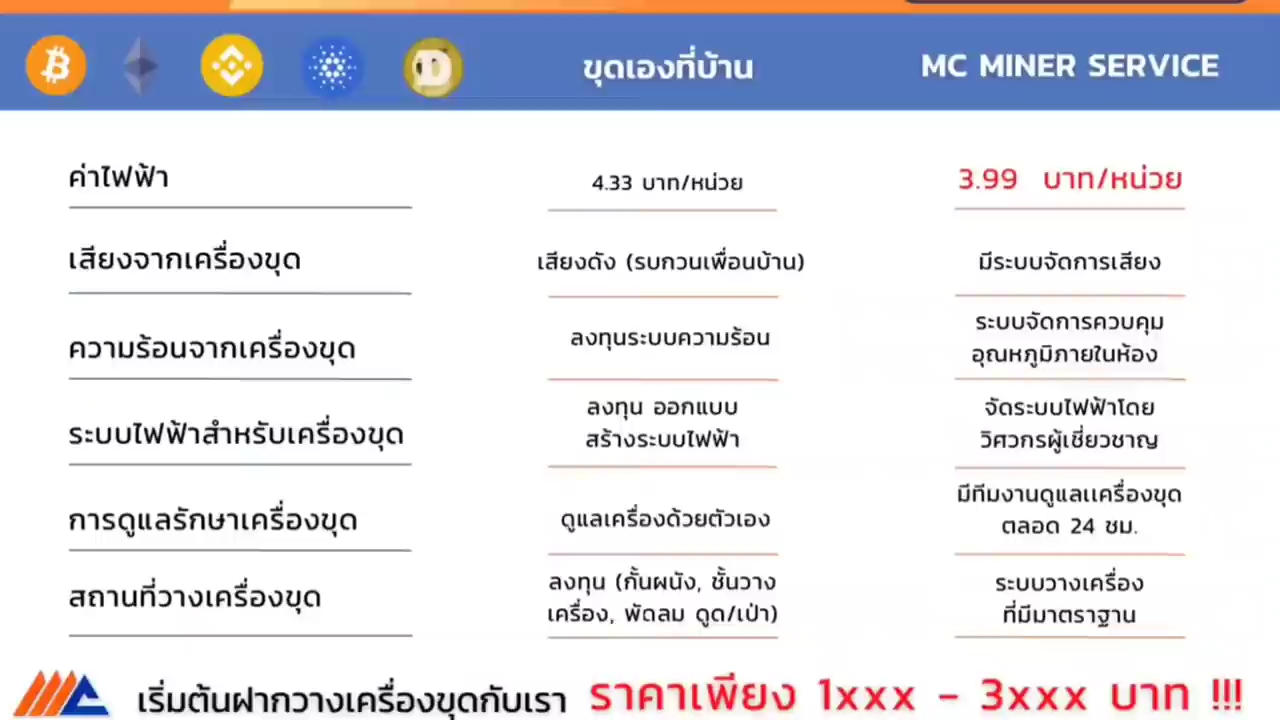 ขุดเองที่บ้าน MC MINER SERVICE
ค่าไฟฟ้า 4.33 บาท/หน่วย 3.99 บาท/หน่วย
เสียงจากเครื่องขุด เสียงดัง (รบกวนเพื่อนบ้าน) มีระบบจัดการเสียง
ความร้อนจากเครื่องขุด ลงทุนระบบความร้อน ระบบจัดการควบคุม
อุณหภูมิภายในห้อง
ระบบไฟฟ้าสำหรับเครื่องขุด ลงทุน ออกแบบ
สร้างระบบไฟฟ้า
จัดระบบไฟฟ้าโดย
วิศวกรผู้เชี่ยวชาญ
การดูแลรักษาเครื่องขุด ดูแลเครื่องด้วยตัวเอง มีทีมงานดูแลเครื่องขุด
ตลอด 24 ชม.
สถานที่วางเครื่องขุด ลงทุน (กั้นผนัง, ชั้นวาง
เครื่อง, พัดลม ดูด/เป่า)
ระบบวางเครื่อง
ที่มีมาตราฐาน
เริ่มต้นฝากวางเครื่องขุดกับเรา ราคาเพียง 1xxx - 3xxx บาท !!!